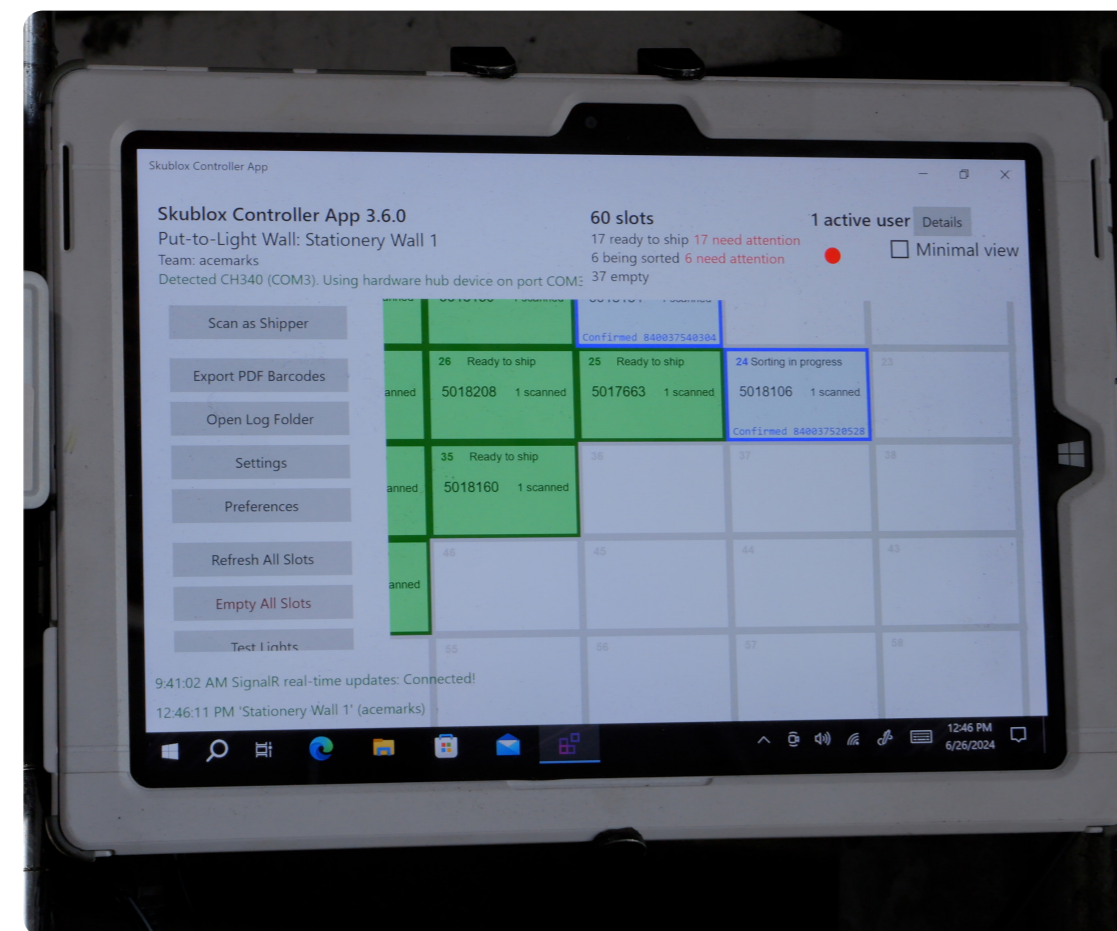 Skublox Controller App
Skublox Controller App 3.6.0
Put-to-Light Wall: Stationery Wall 1
Team: acemarks
Detected CH340 (COM3). Using hardware hub device on port COM3
60 slots
17 ready to ship 17 need attention
6 being sorted 6 need attention
37 empty
1 active user Details
Minimal view
Scan as Shipper
Export PDF Barcodes
Open Log Folder
Settings
Preferences
Refresh All Slots
Empty All Slots
Test Lights
Confirmed 840037540304
anned
26 Ready to ship
5018208 1 scanned
25 Ready to ship
5017663 1 scanned
24 Sorting in progress
5018106 1 scanned
Confirmed 840037520528
23
anned
35 Ready to ship
5018160 1 scanned
36
37
38
anned
46
45
44
43
55
56
57
58
9:41:02 AM SignalR real-time updates: Connected!
12:46:11 PM 'Stationery Wall 1' (acemarks)
12:46 PM
6/26/2024